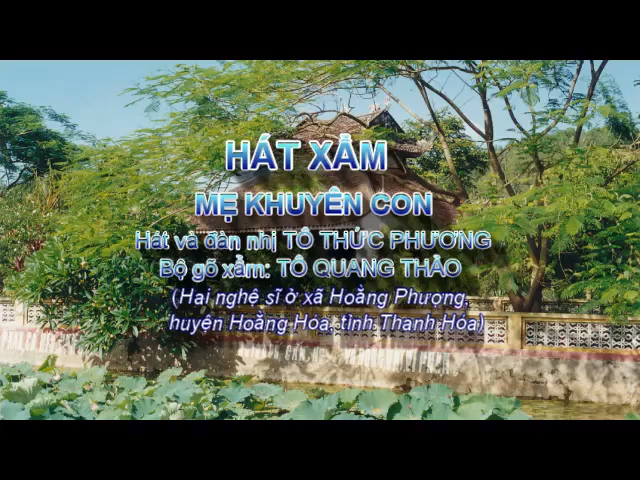 HÁT XẨM
MẸ KHUYÊN CON
Hát và đàn nhị TÔ THỨC PHƯƠNG
Bộ gõ xẩm: TÔ QUANG THẢO
(Hai nghệ sĩ ở xã Hoằng Phượng,
huyện Hoằng Hóa, tỉnh Thanh Hóa)